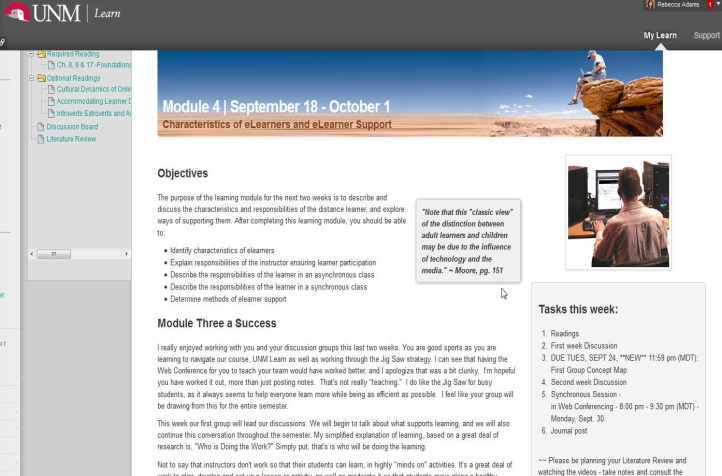 UNM | Learn
Rebecca Adams 1
My Learn Support
Required Reading
Ch. 8, 9 & 17 -Foundations
Optional Readings
Cultural Dynamics of Onlin
Accommodating Learner D
Introverts Extroverts and As
Discussion Board
Literature Review
Module 4 | September 18 - October 1
Characteristics of eLearners and eLearner Support
Objectives
The purpose of the learning module for the next two weeks is to describe and
discuss the characteristics and responsibilities of the distance learner, and explore
ways of supporting them. After completing this learning module, you should be able
to:
• Identify characteristics of elearners
• Explain responsibilities of the instructor ensuring learner participation
• Describe the responsibilities of the learner in an asynchronous class
• Describe the responsibilities of the learner in a synchronous class
• Determine methods of elearner support
"Note that this "classic view"
of the distinction between
adult learners and children
may be due to the influence
of technology and the
media." ~ Moore, pg. 151
Module Three a Success
I really enjoyed working with you and your discussion groups this last two weeks. You are good sports as you are
learning to navigate our course, UNM Learn as well as working through the Jig Saw strategy. I can see that having the
Web Conference for you to teach your team would have worked better, and I apologize that was a bit clunky. I'm hopeful
you have worked it out, more than just posting notes. That's not really "teaching." I do like the Jig Saw for busy
students, as it always seems to help everyone learn more while being as efficient as possible. I feel like your group will
be drawing from this for the entire semester.
This week our first group will lead our discussions. We will begin to talk about what supports learning, and we will also
continue this conversation throughout the semester. My simplified explanation of learning, based on a great deal of
research is, "Who is Doing the Work?" Simply put, that's is who will be doing the learning.
Not to say that instructors don't work so that their students can learn, in highly "minds on" activities. It's a great deal of
Tasks this week:
1. Readings
2. First week Discussion
3. DUE TUES, SEPT 24, **NEW** 11:59 pm (MDT):
First Group Concept Map
4. Second week Discussion
5. Synchronous Session -
in Web Conferencing - 8:00 pm - 9:30 pm (MDT) -
Monday, Sept. 30.
6. Journal post
~~ Please be planning your Literature Review and
watching the videos - take notes and consult the